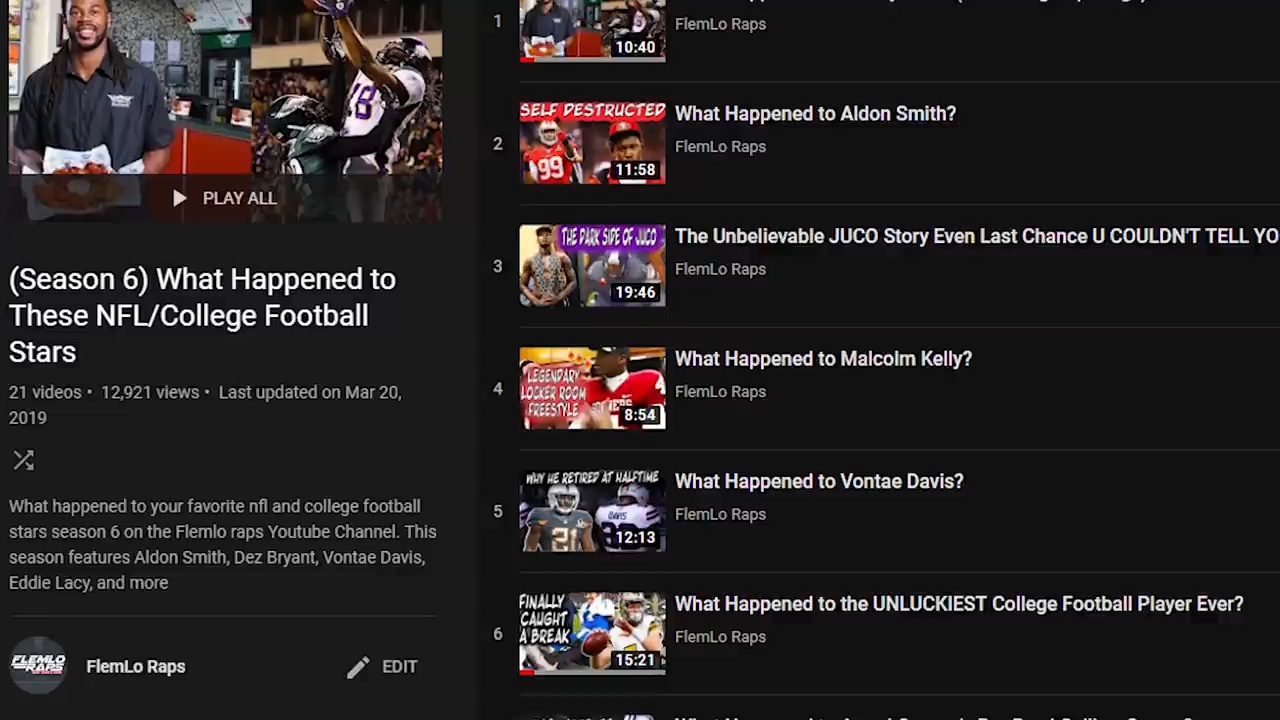 PLAY ALL
(Season 6) What Happened to
These NFL/College Football
Stars
21 videos • 12,921 views • Last updated on Mar 20,
2019
What happened to your favorite nfl and college football
stars season 6 on the Flemlo raps Youtube Channel. This
season features Aldon Smith, Dez Bryant, Vontae Davis,
Eddie Lacy, and more
FLEMLO
RAPS
FlemLo Raps
EDIT
1
18
10:40
FlemLo Raps
2
SELF DESTRUCTED
99
11:58
What Happened to Aldon Smith?
FlemLo Raps
3
THE DARK SIDE OF JUCO
19:46
The Unbelievable JUCO Story Even Last Chance U COULDN'T TELL YO
FlemLo Raps
4
LEGENDARY
LOCKER ROOM
FREESTYLE
8:54
What Happened to Malcolm Kelly?
FlemLo Raps
5
WHY HE RETIRED AT HALFTIME
DAVIS
21
12:13
What Happened to Vontae Davis?
FlemLo Raps
6
FINALLY
CAUGHT
A BREAK
15:21
What Happened to the UNLUCKIEST College Football Player Ever?
FlemLo Raps